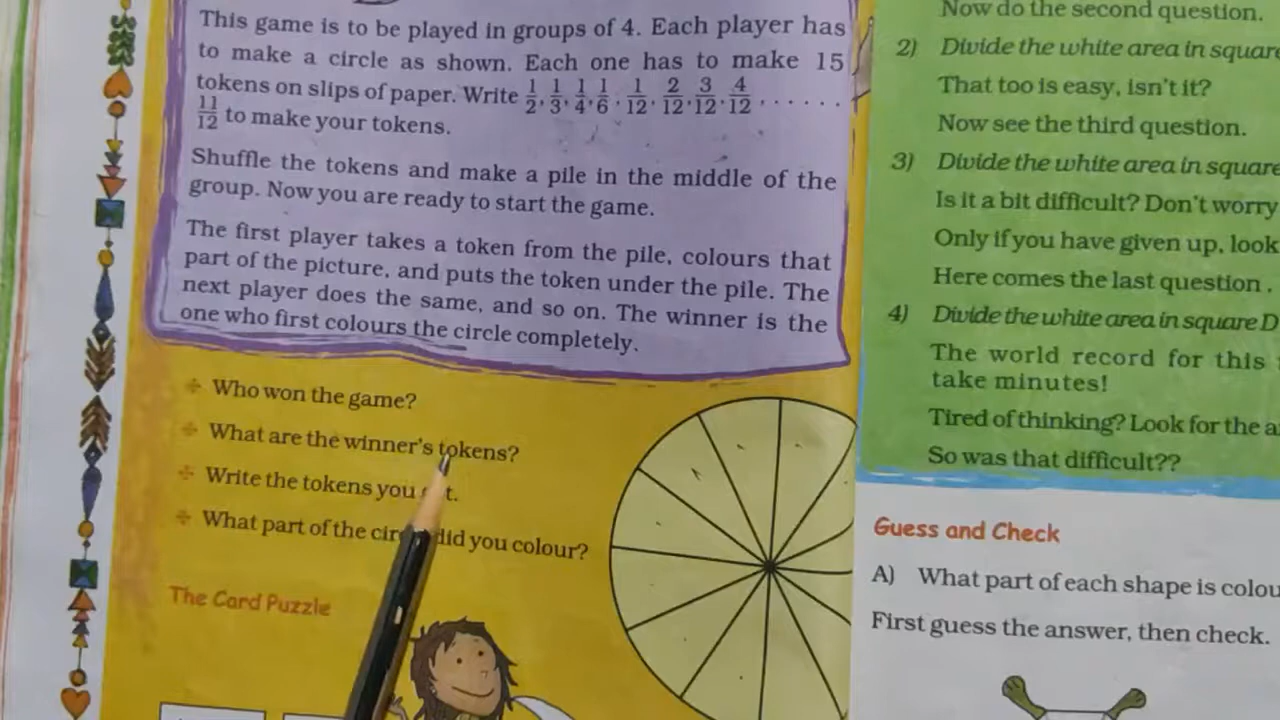 This game is to be played in groups of 4. Each player has
to make a circle as shown. Each one has to make 15
tokens on slips of paper. Write 1/2, 1/3, 1/4, 1/6, 1/12, 2/12, 3/12, 4/12, . . . . . .
11/12 to make your tokens.
Shuffle the tokens and make a pile in the middle of the
group. Now you are ready to start the game.
The first player takes a token from the pile, colours that
part of the picture, and puts the token under the pile. The
next player does the same, and so on. The winner is the
one who first colours the circle completely.
Who won the game?
What are the winner's tokens?
Write the tokens you
What part of the did you colour?
The Card Puzzle
Now do the second question.
2) Divide the white area in
That too is easy, isn't it?
Now see the third question.
3) Divide the white area in square
Is it a bit difficult? Don't worry
Only if you have given up, look
Here comes the last question .
4) Divide the white area in square D
The world record for this
take minutes!
Tired of thinking? Look for the
So was that difficult??
Guess and Check
A) What part of each shape is
First guess the answer, then check.